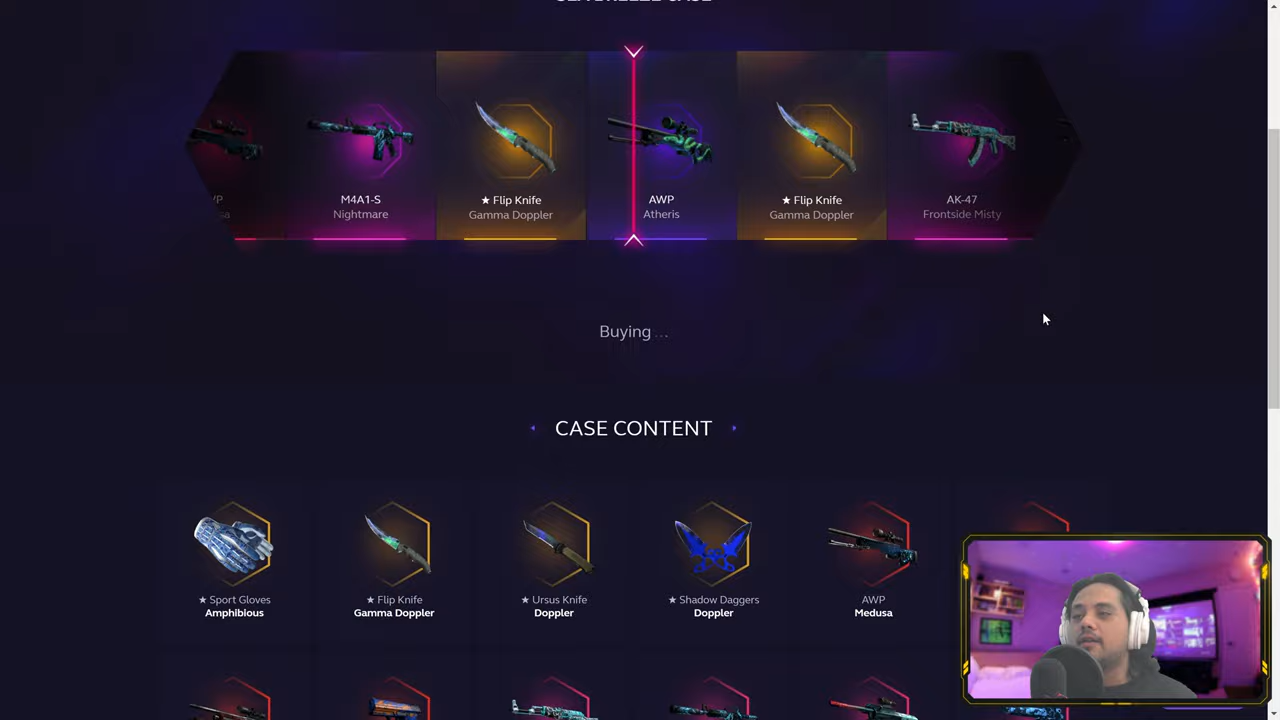 M4A1-S
Nightmare
★ Flip Knife
Gamma Doppler
AWP
Atheris
★ Flip Knife
Gamma Doppler
AK-47
Frontside Misty
Buying ...
CASE CONTENT
★ Sport Gloves
Amphibious
★ Flip Knife
Gamma Doppler
★ Ursus Knife
Doppler
★ Shadow Daggers
Doppler
AWP
Medusa